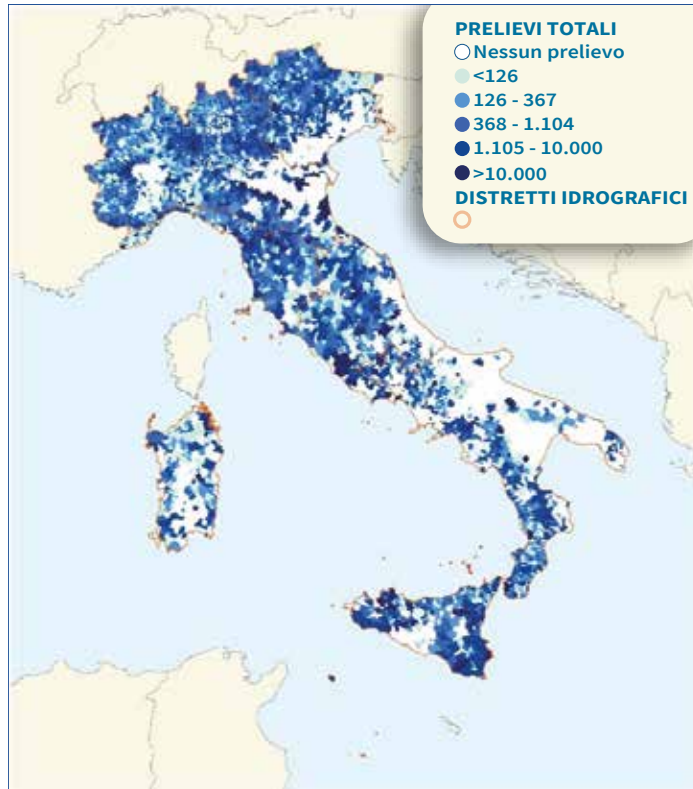 PRELIEVI TOTALI
Nessun prelievo
<126
126 - 367
368 - 1.104
1.105 - 10.000
>10.000
DISTRETTI IDROGRAFICI